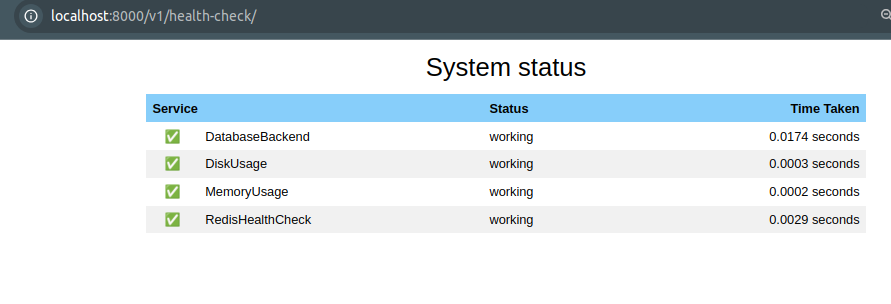 localhost:8000/v1/health-check/
System status
Service Status Time Taken
✅ DatabaseBackend working 0.0174 seconds
✅ DiskUsage working 0.0003 seconds
✅ MemoryUsage working 0.0002 seconds
✅ RedisHealthCheck working 0.0029 seconds